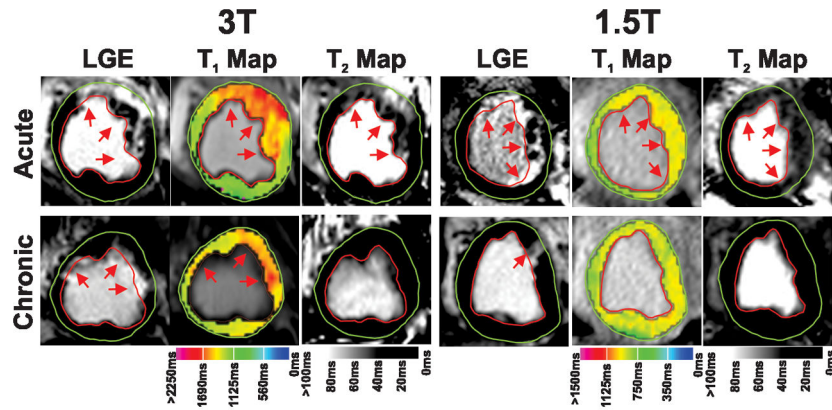 3T 1.5T
LGE T₁ Map T₂ Map LGE T₁ Map T₂ Map
Acute
Chronic
>2250ms 1690ms 1125ms 560ms 0ms >100ms 80ms 60ms 40ms 20ms 0ms >1500ms 1125ms 750ms 350ms 0ms >100ms 80ms 60ms 40ms 20ms 0ms